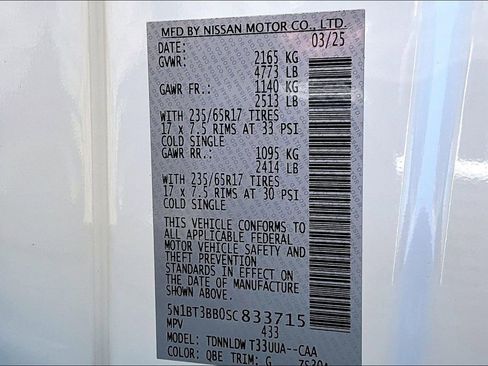 MFD BY NISSAN MOTOR CO., LTD.
DATE: 03/25
GVWR: 2165 KG
4773 LB
GAWR FR.: 1140 KG
2513 LB
WITH 235/65R17 TIRES
17 x 7.5 RIMS AT 33 PSI
COLD SINGLE
GAWR RR.: 1095 KG
2414 LB
WITH 235/65R17 TIRES
17 x 7.5 RIMS AT 30 PSI
COLD SINGLE
THIS VEHICLE CONFORMS TO
ALL APPLICABLE FEDERAL
MOTOR VEHICLE SAFETY AND
THEFT PREVENTION
STANDARDS IN EFFECT ON
THE DATE OF MANUFACTURE
SHOWN ABOVE.
5N1BT3BB0SC833715
MPV 433
MODEL: TDNNLDW T33UUA--CAA
COLOR: QBE TRIM: G